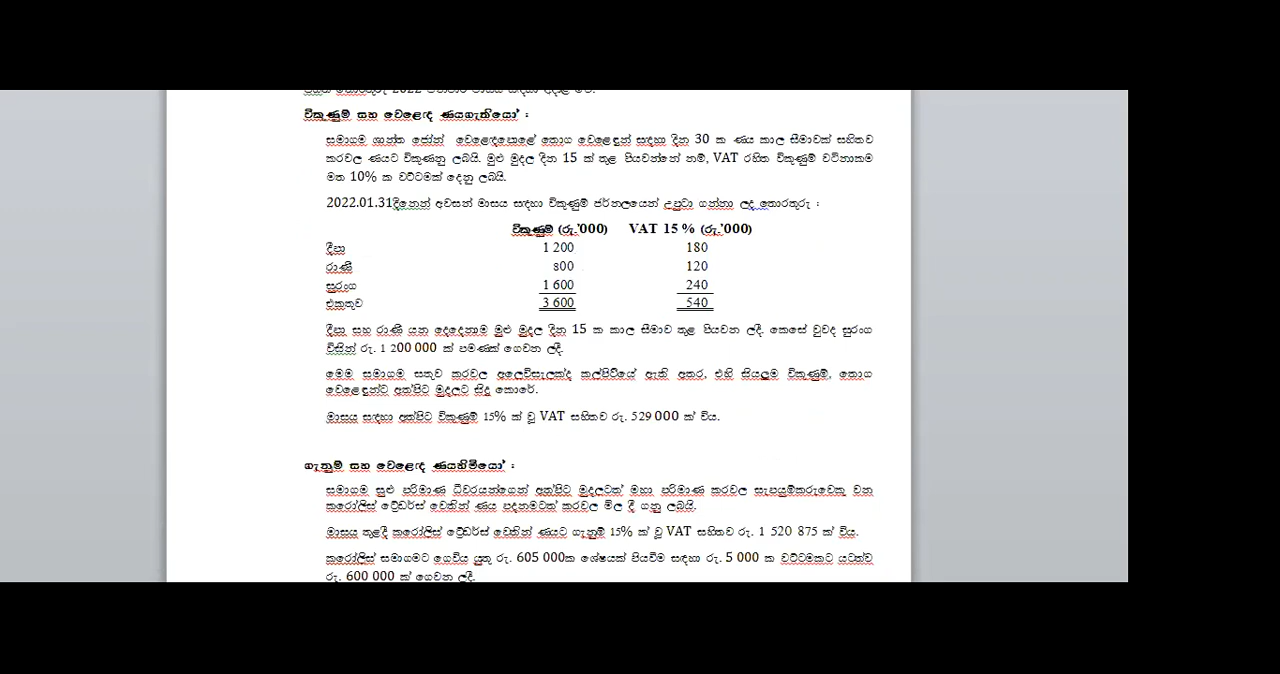 විකුණුම් සහ වෙළෙඳ ණයගැතියෝ :
සමාගම ශාන්ත ජෝන් වෙළෙඳපොළේ තොග වෙළෙඳුන් සඳහා දින 30 ක ණය කාල සීමාවක් සහිතව
කරවල ණයට විකුණනු ලබයි. මුළු මුදල දින 15 ක් තුළ පියවන්නේ නම්, VAT රහිත විකුණුම් වටිනාකම
මත 10% ක වට්ටමක් දෙනු ලබයි.
2022.01.31දිනෙන් අවසන් මාසය සඳහා විකුණුම් ජර්නලයෙන් උපුටා ගන්නා ලද තොරතුරු :
විකුණුම් (රු.'000) VAT 15 % (රු.'000)
දීපා 1 200 180
රාණි 800 120
සුරංග 1 600 240
එකතුව 3 600 540
දීපා සහ රාණි යන දෙදෙනාම මුළු මුදල දින 15 ක කාල සීමාව තුළ පියවන ලදී. කෙසේ වුවද සුරංග
විසින් රු. 1 200 000 ක් පමණක් ගෙවන ලදී.
මෙම සමාගම සතුව කරවල අලෙවිසැලක්ද කල්පිටියේ ඇති අතර, එහි සියලුම විකුණුම්, තොග
වෙළෙඳුන්ට අත්පිට මුදලට සිදු කොරේ.
මාසය සඳහා අත්පිට විකුණුම් 15% ක් වූ VAT සහිතව රු. 529 000 ක් විය.
ගැනුම් සහ වෙළෙඳ ණයහිමියෝ :
සමාගම සුළු පරිමාණ ධීවරයන්ගෙන් අත්පිට මුදලටත් මහා පරිමාණ කරවල සැපයුම්කරුවෙකු වන
කරෝලිස් ට්‍රේඩර්ස් වෙතින් ණය පදනමටත් කරවල මිල දී ගනු ලබයි.
මාසය තුළදී කරෝලිස් ට්‍රේඩර්ස් වෙතින් ණයට ගැනුම් 15% ක් වූ VAT සහිතව රු. 1 520 875 ක් විය.
කරෝලිස් සමාගමට ගෙවිය යුතු රු. 605 000ක ශේෂයක් පියවීම සඳහා රු. 5 000 ක වට්ටමකට යටත්ව
රු. 600 000 ක් ගෙවන ලදී.